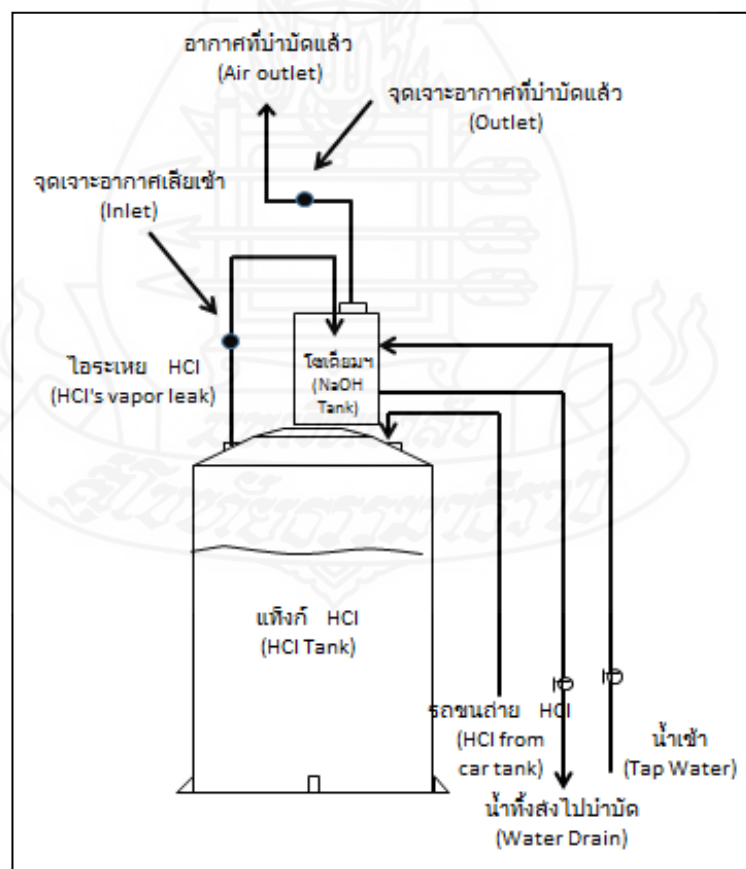 อากาศที่บำบัดแล้ว
(Air outlet)
จุดเจาะอากาศที่บำบัดแล้ว
(Outlet)
จุดเจาะอากาศเสียเข้า
(Inlet)
ไอระเหย HCl
(HCl's vapor leak)
โซเดียมฯ
(NaOH
Tank)
แท็งก์ HCl
(HCl Tank)
รถขนถ่าย HCl
(HCl from
car tank)
น้ำเข้า
(Tap Water)
น้ำทิ้งส่งไปบำบัด
(Water Drain)